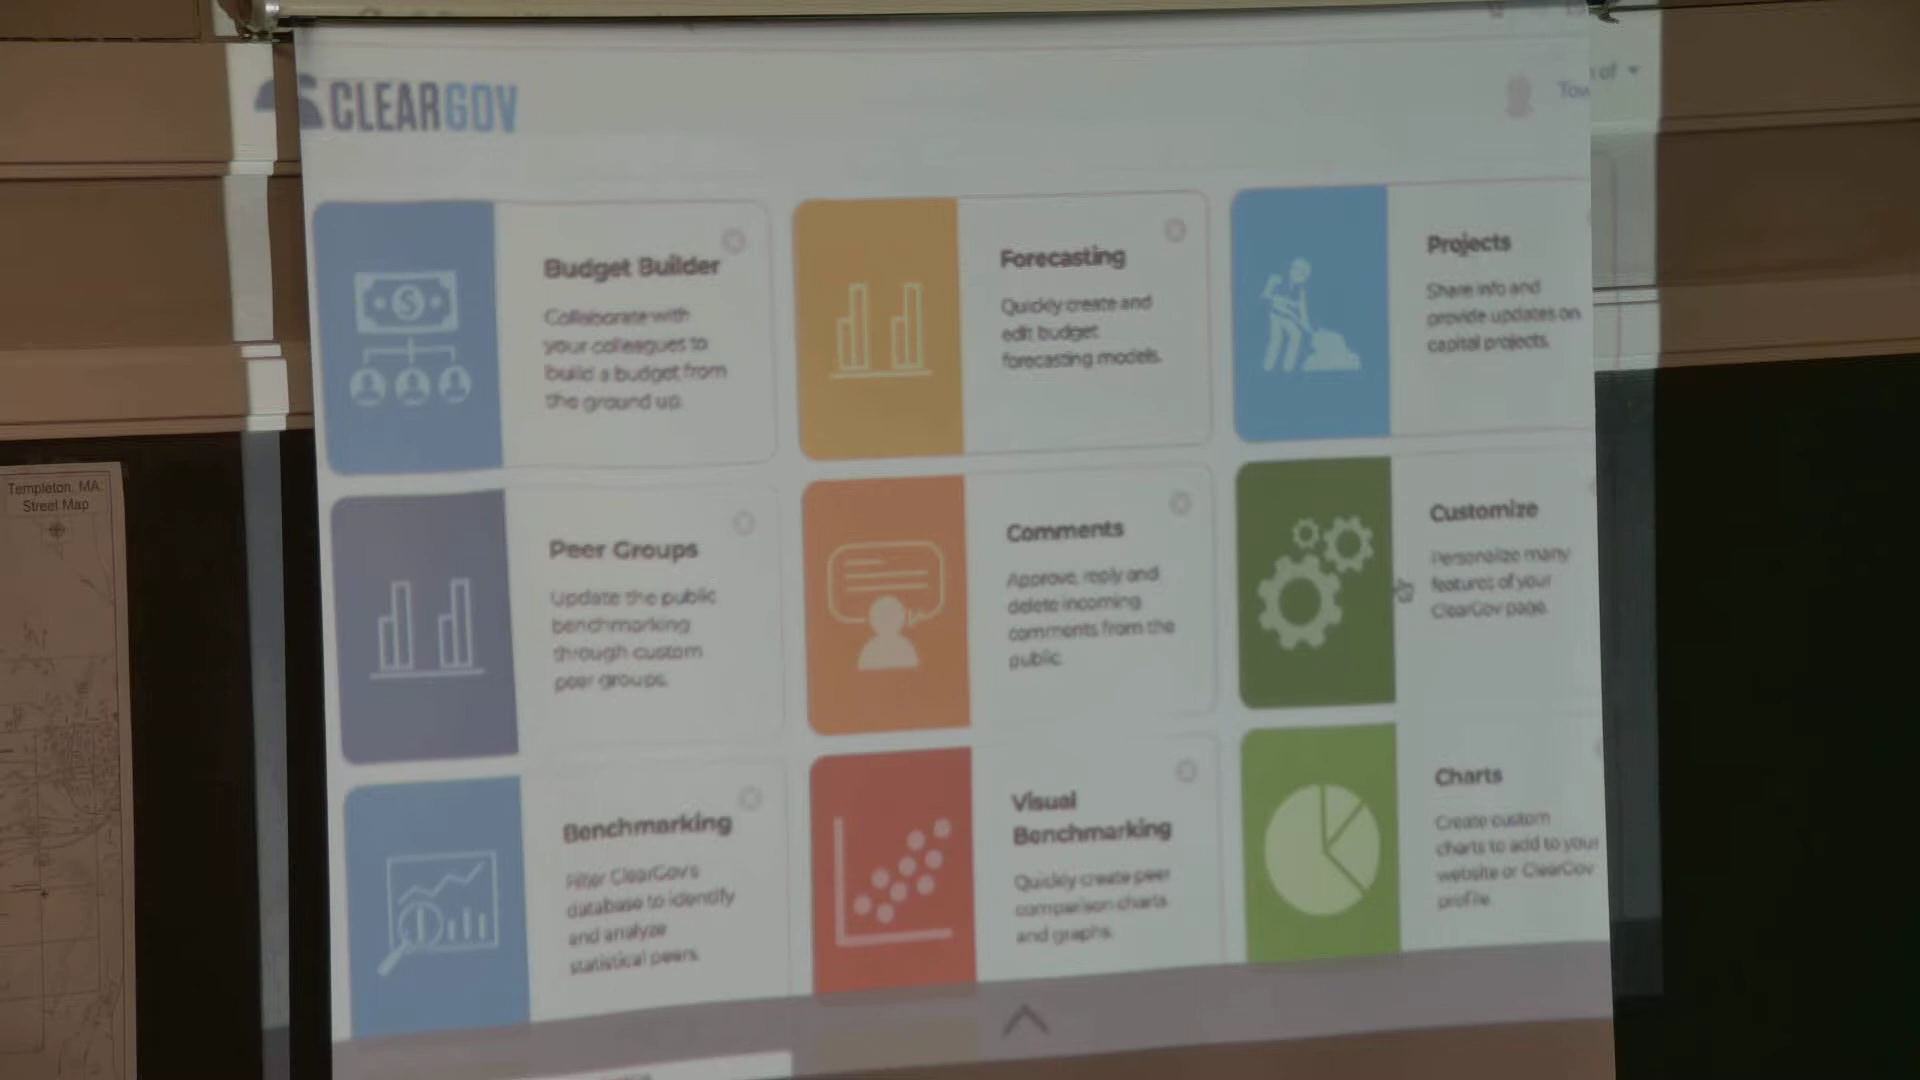 CLEARGOV
Budget Builder
Collaborate with
your colleagues to
build a budget from
the ground up.
Forecasting
Quickly create and
edit budget
forecasting models.
Projects
Share info and
provide updates on
capital projects.
Templeton, MA:
Street Map
Peer Groups
Update the public
benchmarking
through custom
peer groups.
Comments
Approve, reply and
delete incoming
comments from the
public.
Customize
Personalize many
features of your
ClearGov page.
Benchmarking
Filter ClearGov's
database to identify
and analyze
statistical peers.
Visual
Benchmarking
Quickly create peer
comparison charts
and graphs.
Charts
Create custom
charts to add to your
website or ClearGov
profile.